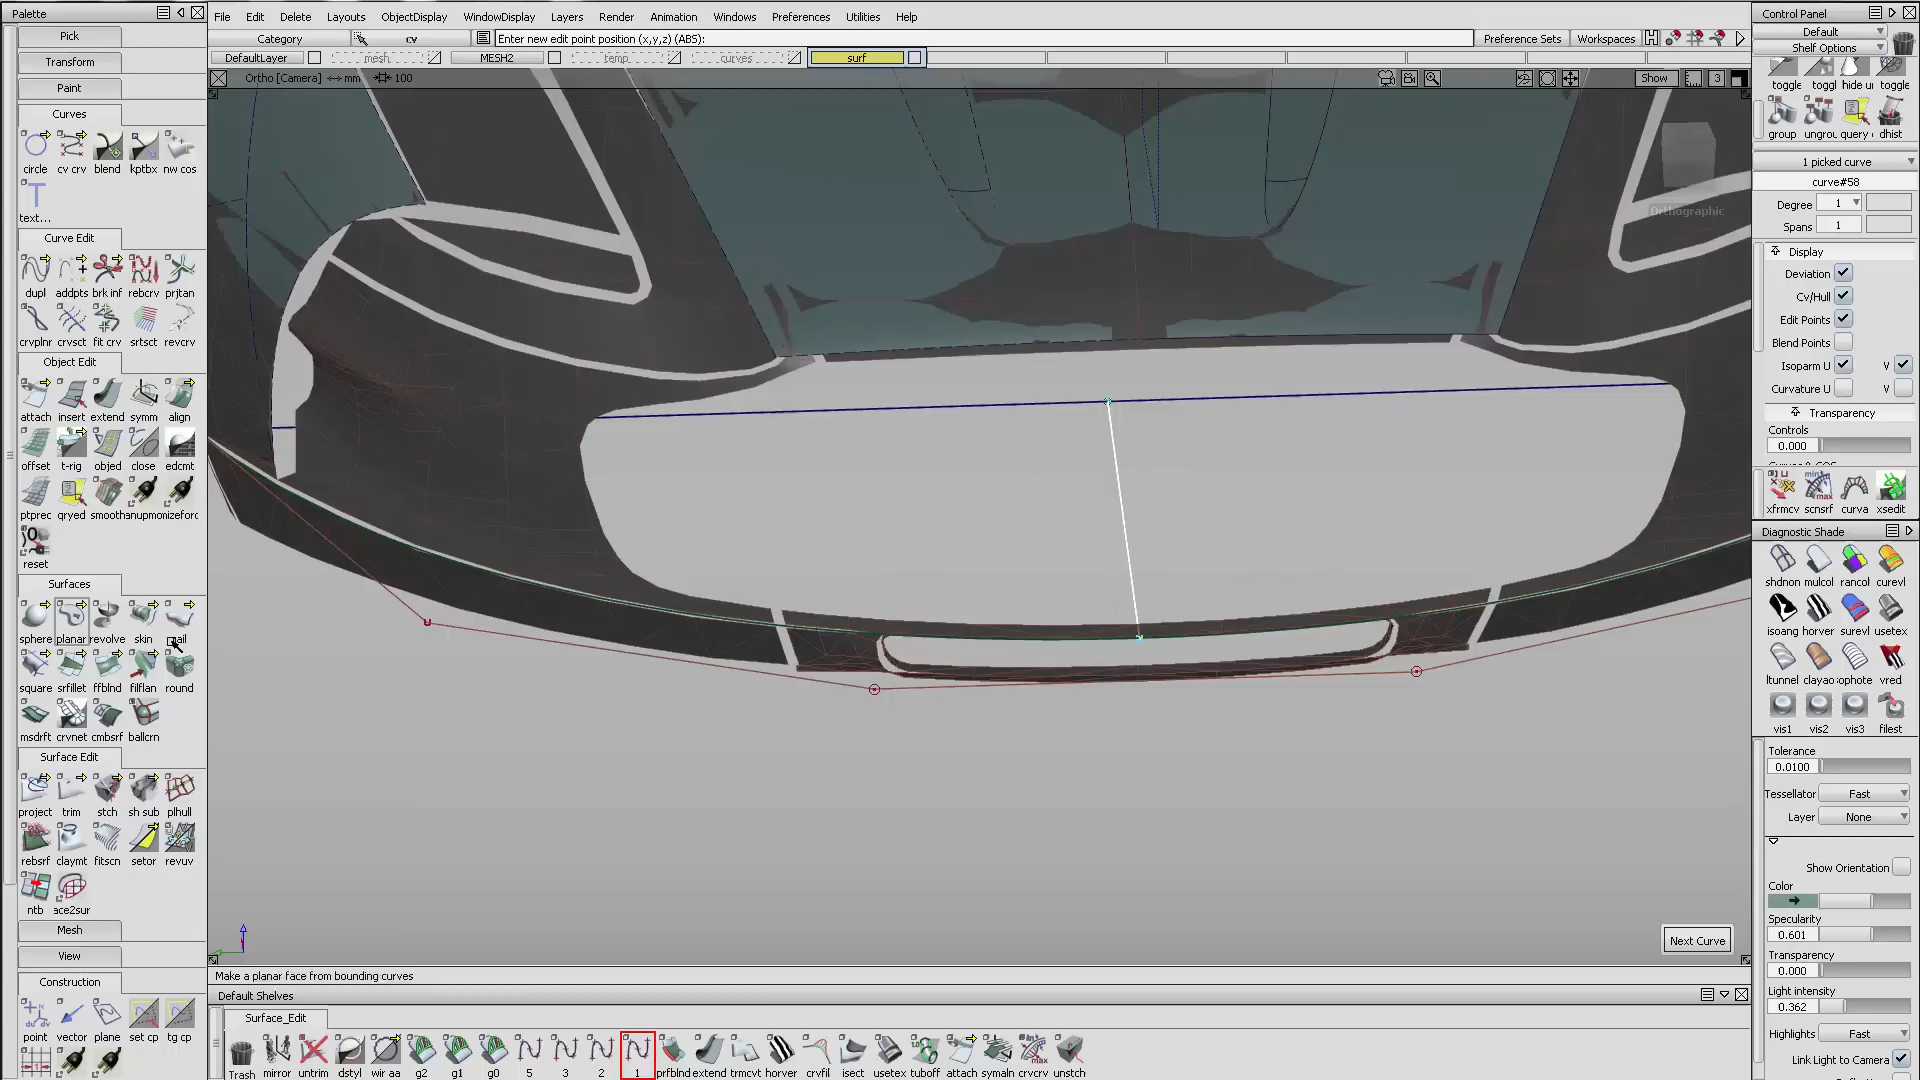 Palette
Pick
Transform
Paint
Curves
circle cv crv blend kptbx nw cos
text...
Curve Edit
dupl addpts brk inf rebcrv prjtan
crvplnr crvsct fit crv srtsct revcrv
Object Edit
attach insert extend symm align
offset t-rig objed close edcmt
ptprec qryed smooth
reset
Surfaces
sphere planar revolve skin rail
square srfillet ffblnd filflan round
msdrft crvnet cmbsrf ballcrn
Surface Edit
project trim stch sh sub plhull
rebsrf claymt fitscn setor revuv
ntb ace2sur
Mesh
View
Construction
point vector plane set cp tg cp
File Edit Delete Layouts ObjectDisplay WindowDisplay Layers Render Animation Windows Preferences Utilities Help
Category cv Enter new edit point position (x,y,z) (ABS): Preference Sets Workspaces
DefaultLayer mesh MESH2 temp curves surf
Ortho [Camera] mm 100 Show 3
Orthographic
Next Curve
Make a planar face from bounding curves
Default Shelves
Surface_Edit
Trash mirror untrim dstyl wir aa g2 g1 g0 5 3 2 1 prfblnd extend trmcvt horver crvfil isect usetex tuboff attach symaln crvcrv unstch
Control Panel
Default
Shelf Options
toggle toggl hide ur toggle
group ungrou query dhist
1 picked curve
curve#58
Degree 1
Spans 1
Display
Deviation
Cv/Hull
Edit Points
Blend Points
Isoparm U V
Curvature U V
Transparency
Controls
0.000
xfrmcv scnsrf curva xsedit
Diagnostic Shade
shdnon mulcol rancol curevl
isoang horver surevl usetex
ltunnel clayao ophote vred
vis1 vis2 vis3 filest
Tolerance
0.0100
Tessellator Fast
Layer None
Show Orientation
Color
Specularity
0.601
Transparency
0.000
Light intensity
0.362
Highlights Fast
Link Light to Camera